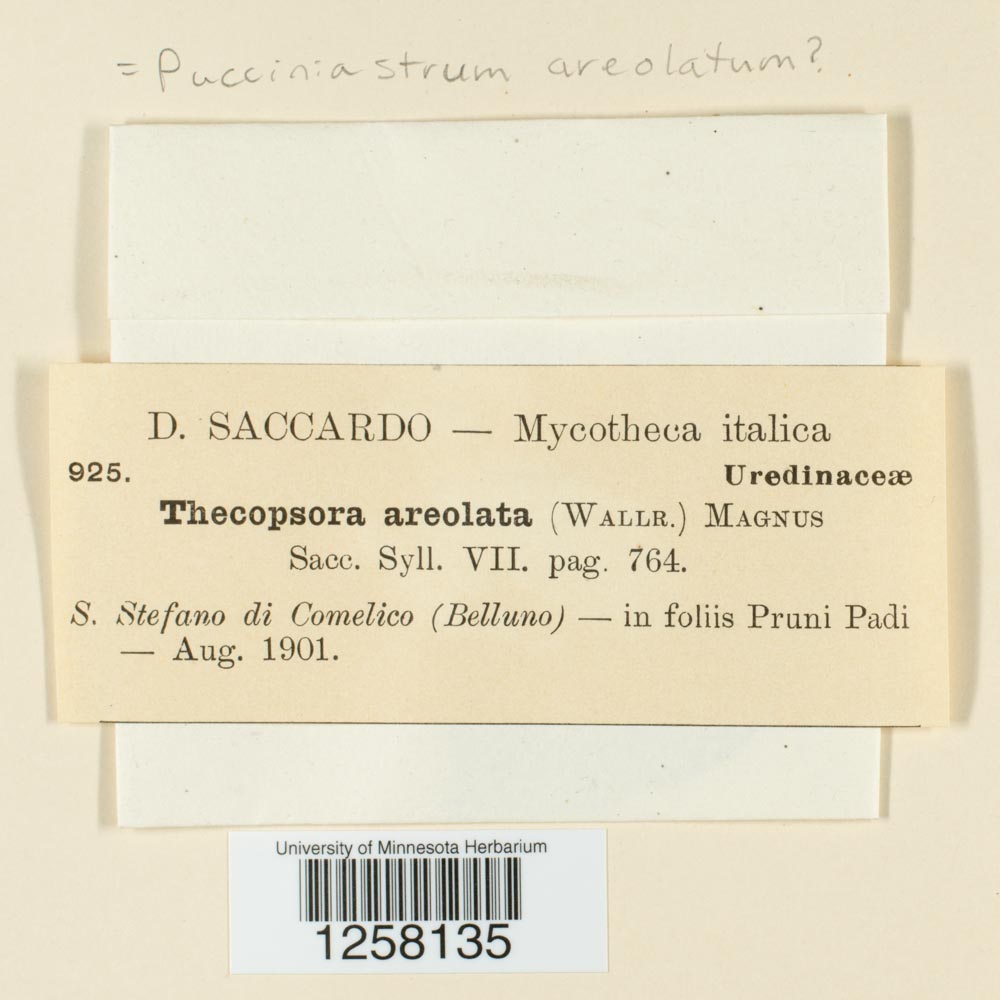 = Pucciniastrum areolatum?
D. SACCARDO — Mycotheca italica
925.
Uredinaceæ
Thecopsora areolata (WALLR.) MAGNUS
Sacc. Syll. VII. pag. 764.
S. Stefano di Comelico (Belluno) — in foliis Pruni Padi
— Aug. 1901.
University of Minnesota Herbarium
1258135